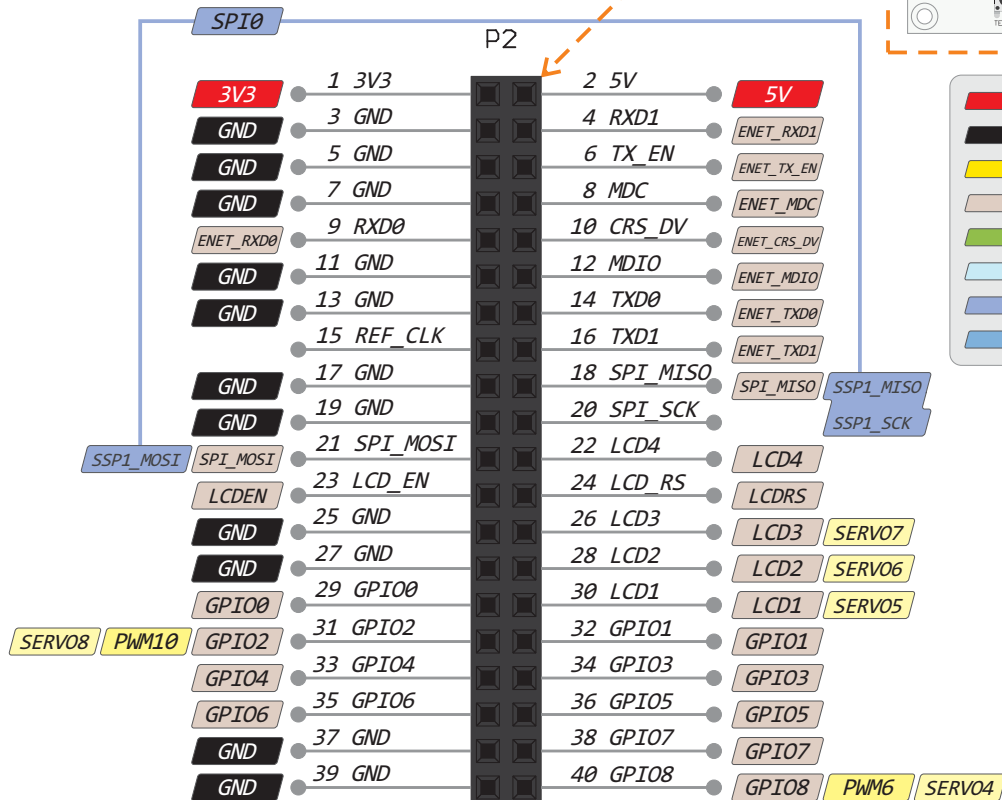 SPI0
P2
3V3 1 3V3 2 5V 5V
GND 3 GND 4 RXD1 ENET_RXD1
GND 5 GND 6 TX_EN ENET_TX_EN
GND 7 GND 8 MDC ENET_MDC
ENET_RXD0 9 RXD0 10 CRS_DV ENET_CRS_DV
GND 11 GND 12 MDIO ENET_MDIO
GND 13 GND 14 TXD0 ENET_TXD0
15 REF_CLK 16 TXD1 ENET_TXD1
GND 17 GND 18 SPI_MISO SPI_MISO SSP1_MISO
GND 19 GND 20 SPI_SCK SSP1_SCK
SSP1_MOSI SPI_MOSI 21 SPI_MOSI 22 LCD4 LCD4
LCDEN 23 LCD_EN 24 LCD_RS LCDRS
GND 25 GND 26 LCD3 LCD3 SERVO7
GND 27 GND 28 LCD2 LCD2 SERVO6
GPIO0 29 GPIO0 30 LCD1 LCD1 SERVO5
SERVO8 PWM10 GPIO2 31 GPIO2 32 GPIO1 GPIO1
GPIO4 33 GPIO4 34 GPIO3 GPIO3
GPIO6 35 GPIO6 36 GPIO5 GPIO5
GND 37 GND 38 GPIO7 GPIO7
GND 39 GND 40 GPIO8 GPIO8 PWM6 SERVO4